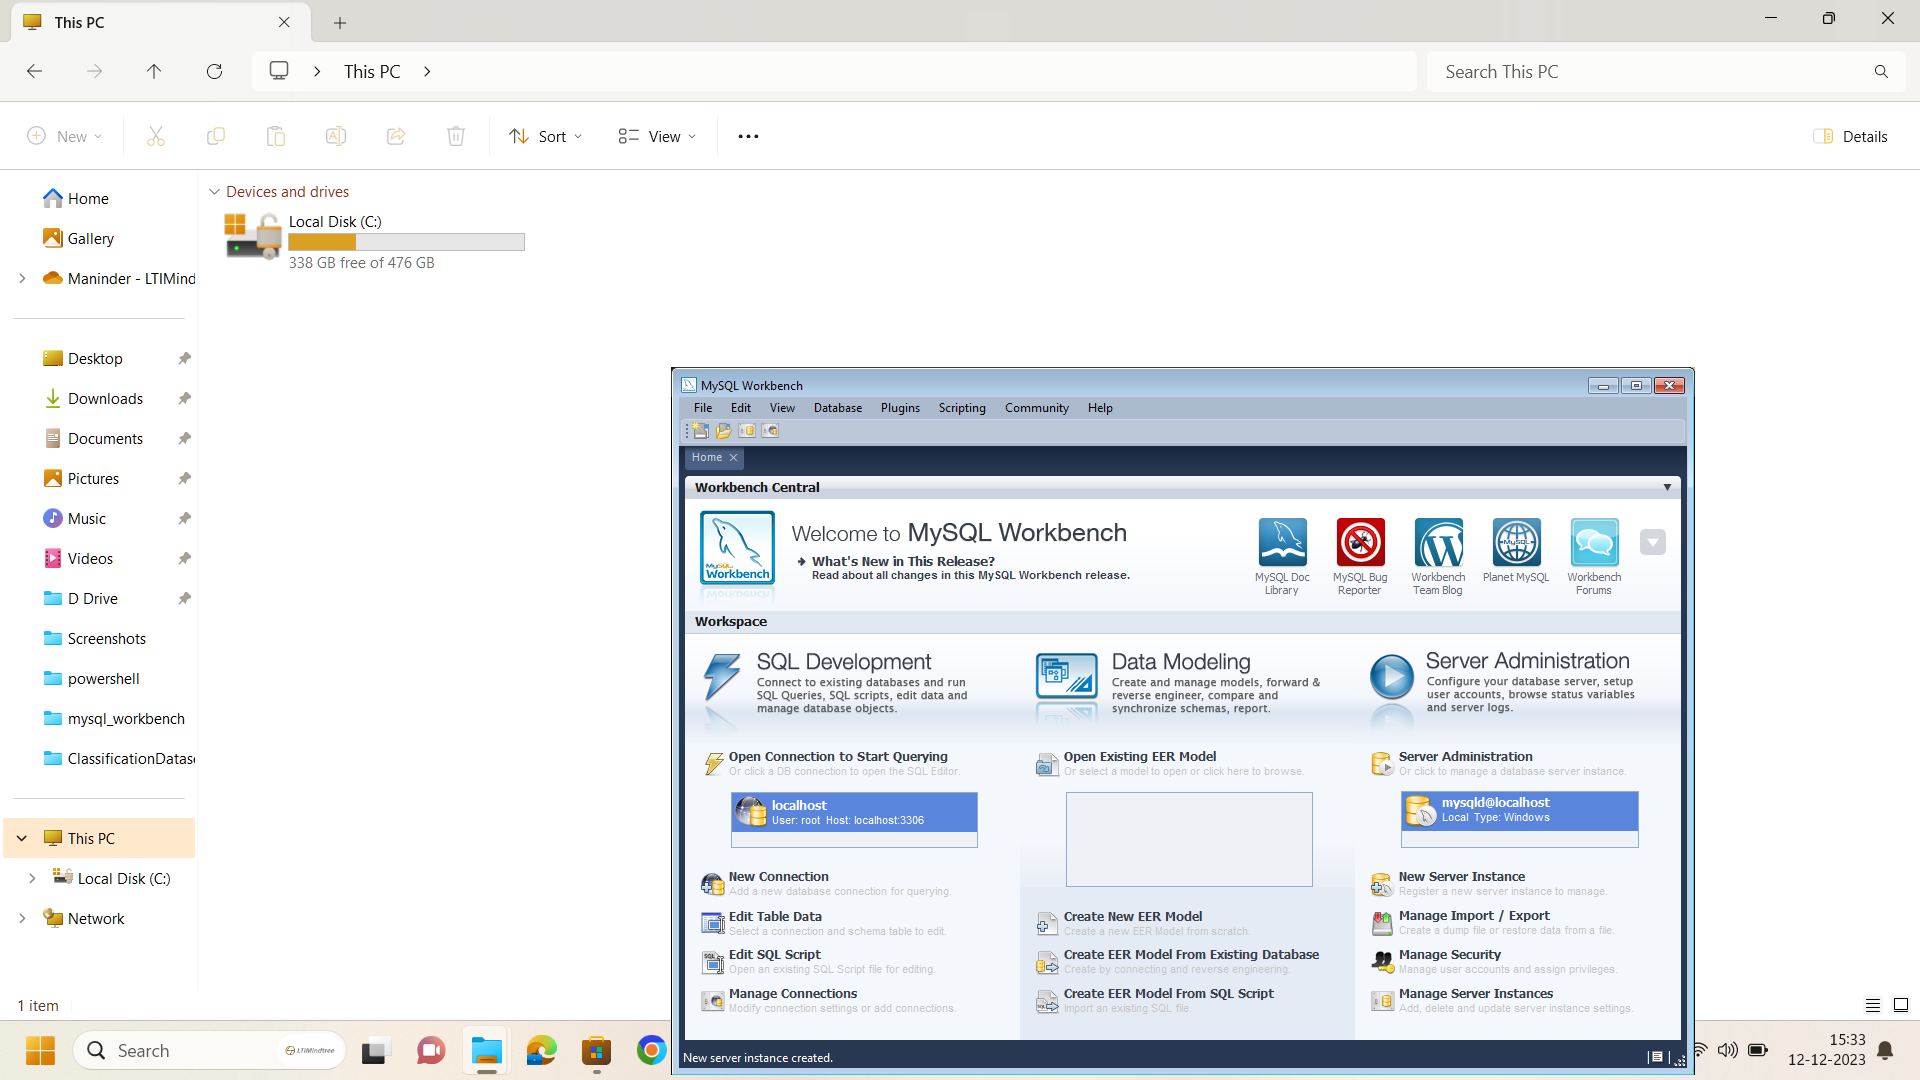 This PC
This PC
Search This PC
New
Sort
View
Details
Home
Gallery
Maninder - LTIMind
Desktop
Downloads
Documents
Pictures
Music
Videos
D Drive
Screenshots
powershell
mysql_workbench
ClassificationDatas
This PC
Local Disk (C:)
Network
1 item
Devices and drives
Local Disk (C:)
338 GB free of 476 GB
MySQL Workbench
File Edit View Database Plugins Scripting Community Help
Home
Workbench Central
MySQL
Workbench
Welcome to MySQL Workbench
What's New in This Release?
Read about all changes in this MySQL Workbench release.
MySQL Doc
Library
MySQL Bug
Reporter
Workbench
Team Blog
MySQL
Planet MySQL
Workbench
Forums
Workspace
SQL Development
Connect to existing databases and run
SQL Queries, SQL scripts, edit data and
manage database objects.
Open Connection to Start Querying
Or click a DB connection to open the SQL Editor.
localhost
User: root Host: localhost:3306
New Connection
Add a new database connection for querying.
Edit Table Data
Select a connection and schema table to edit.
SQL
Edit SQL Script
Open an existing SQL Script file for editing.
Manage Connections
Modify connection settings or add connections.
Data Modeling
Create and manage models, forward &
reverse engineer, compare and
synchronize schemas, report.
Open Existing EER Model
Or select a model to open or click here to browse.
Create New EER Model
Create a new EER Model from scratch.
Create EER Model From Existing Database
Create by connecting and reverse engineering.
Create EER Model From SQL Script
Import an existing SQL file.
Server Administration
Configure your database server, setup
user accounts, browse status variables
and server logs.
Server Administration
Or click to manage a database server instance.
mysqld@localhost
Local Type: Windows
New Server Instance
Register a new server instance to manage.
Manage Import / Export
Create a dump file or restore data from a file.
Manage Security
Manage user accounts and assign privileges.
Manage Server Instances
Add, delete and update server instance settings.
New server instance created.
Search
LTIMindtree
15:33
12-12-2023